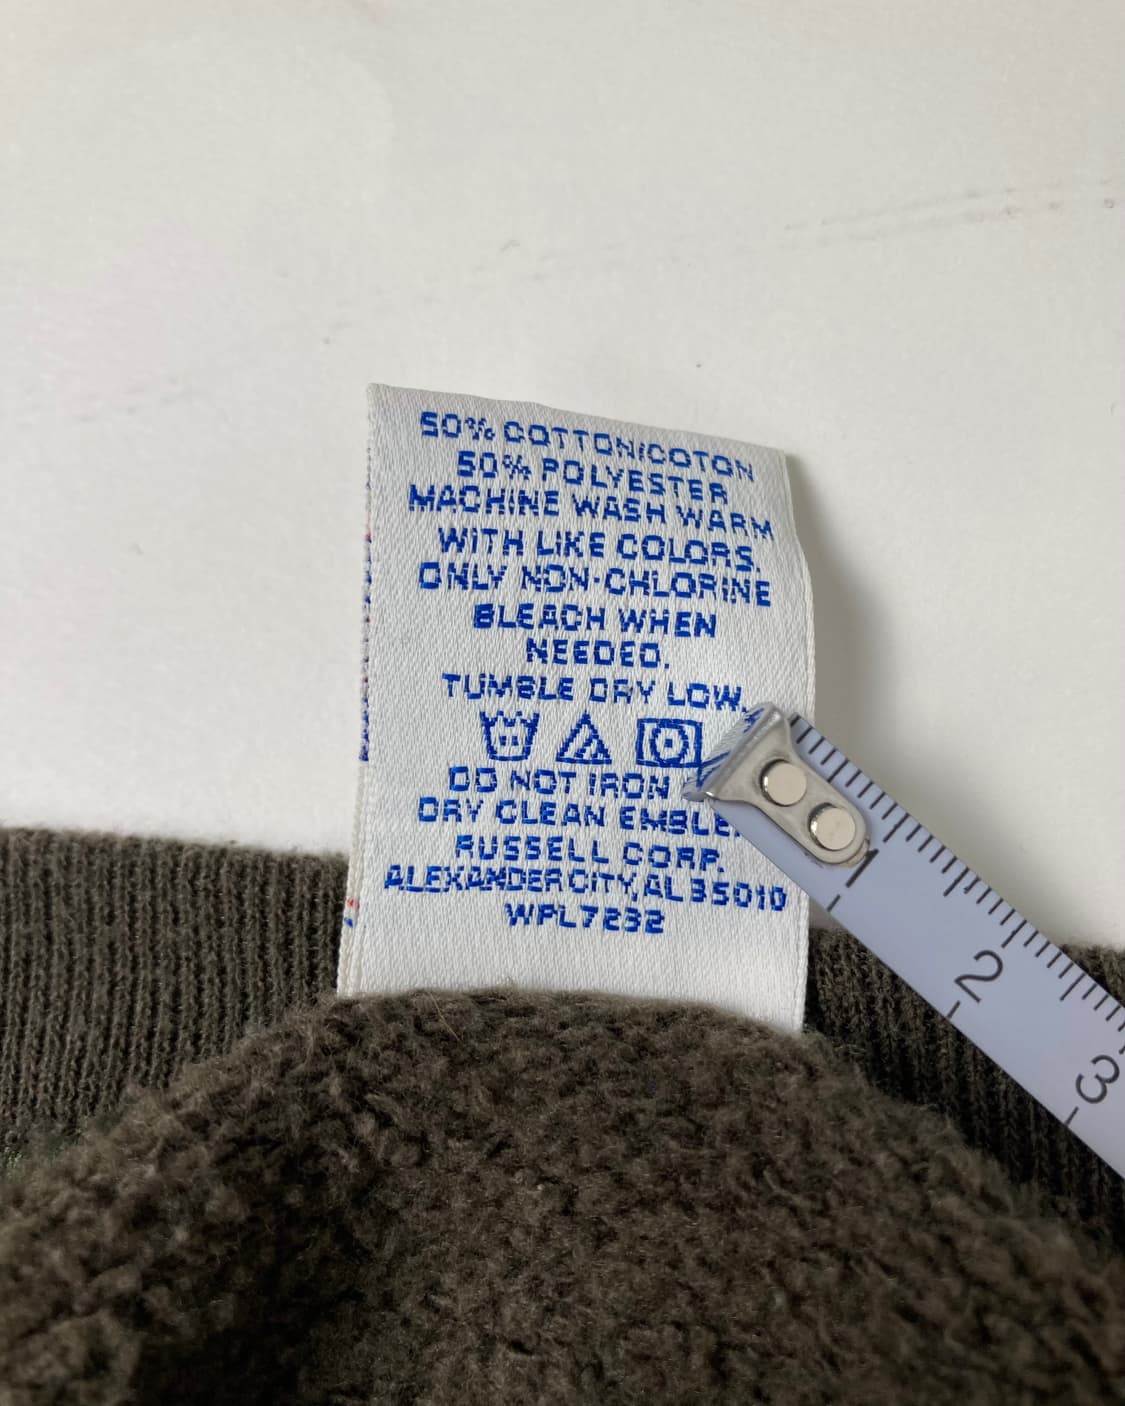 50% COTTON/COTON
50% POLYESTER
MACHINE WASH WARM
WITH LIKE COLORS.
ONLY NON-CHLORINE
BLEACH WHEN
NEEDED.
TUMBLE DRY LOW.
DO NOT IRON
DRY CLEAN
RUSSELL CORP.
ALEXANDER CITY, AL 35010
WPL7232
1
2
3